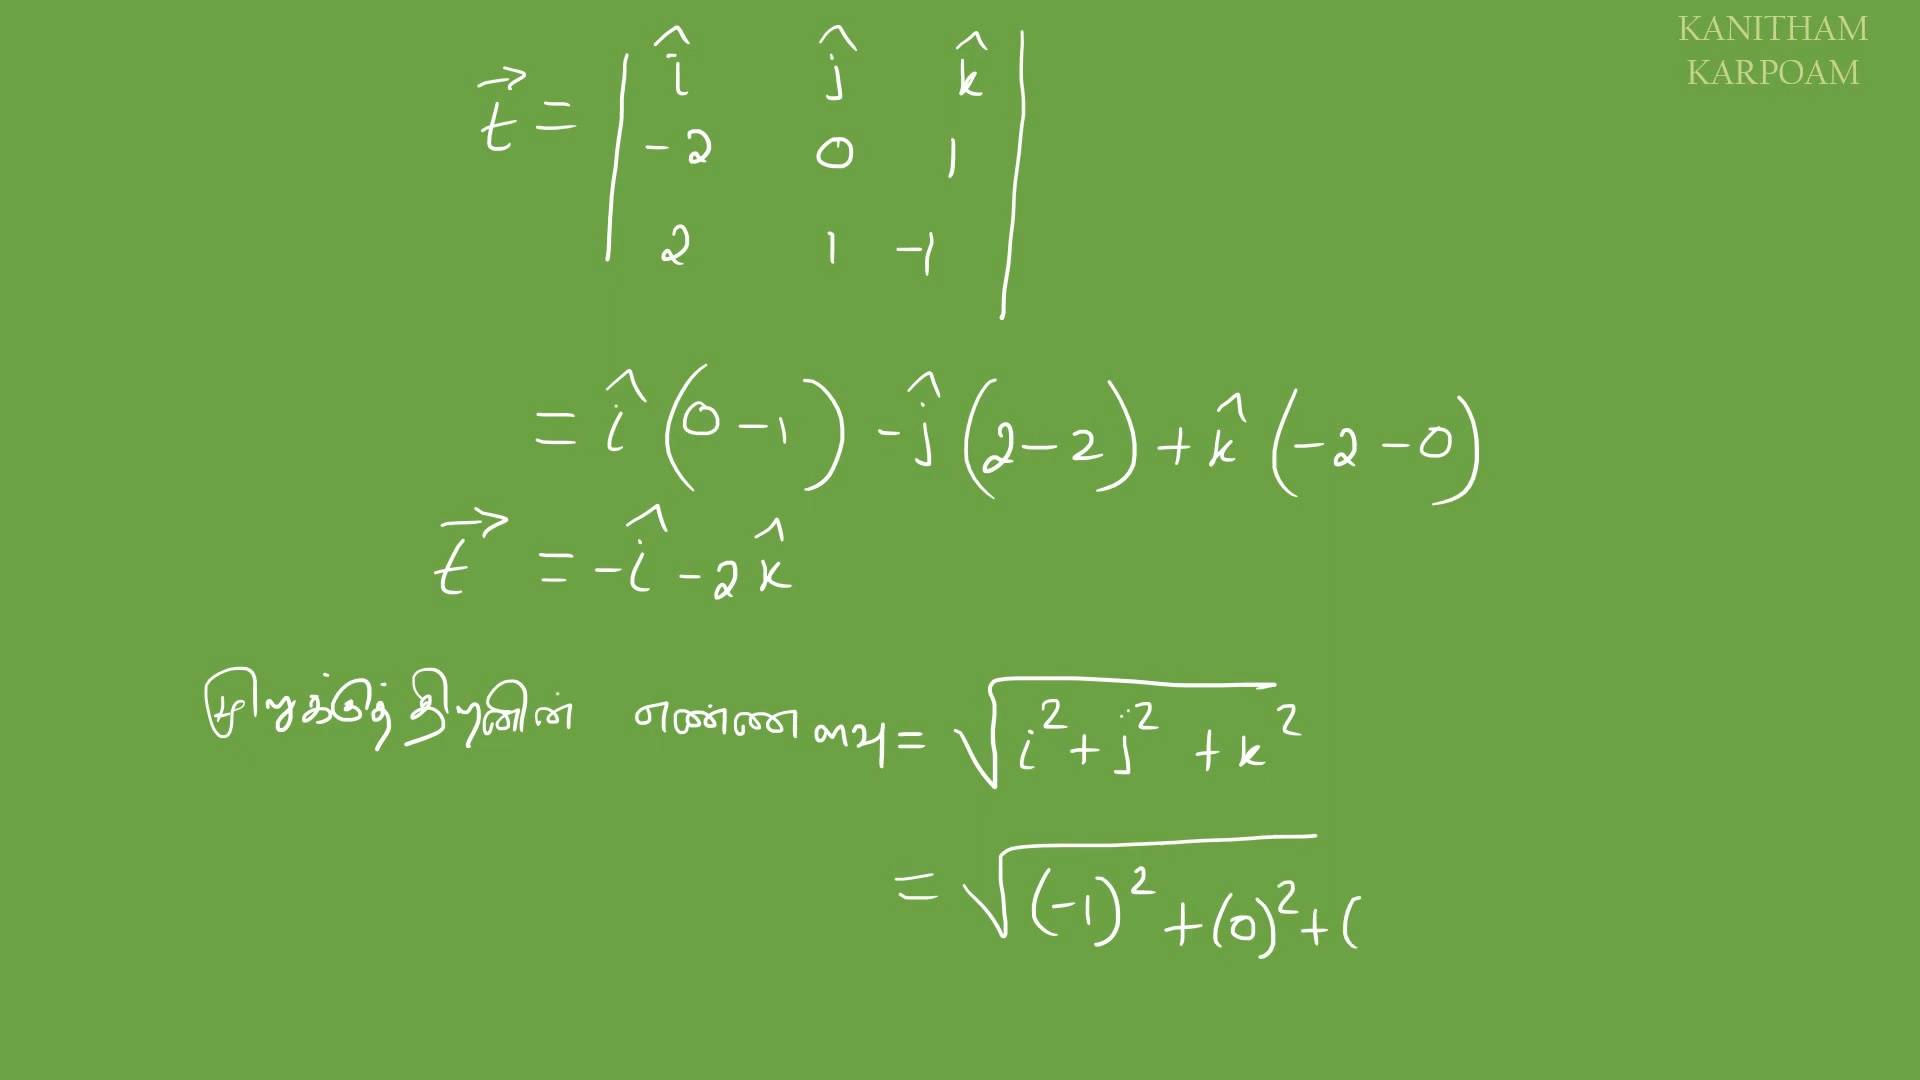 KANITHAM
KARPOAM
î ĵ k̂
t⃗ = | -2 0 1 |
2 1 -1
= î (0 - 1) - ĵ (2 - 2) + k̂ (-2 - 0)
t⃗ = -î - 2k̂
முறுக்குத் திறனின் எண்ணளவு = √i² + j² + k²
= √(-1)² + (0)² + (